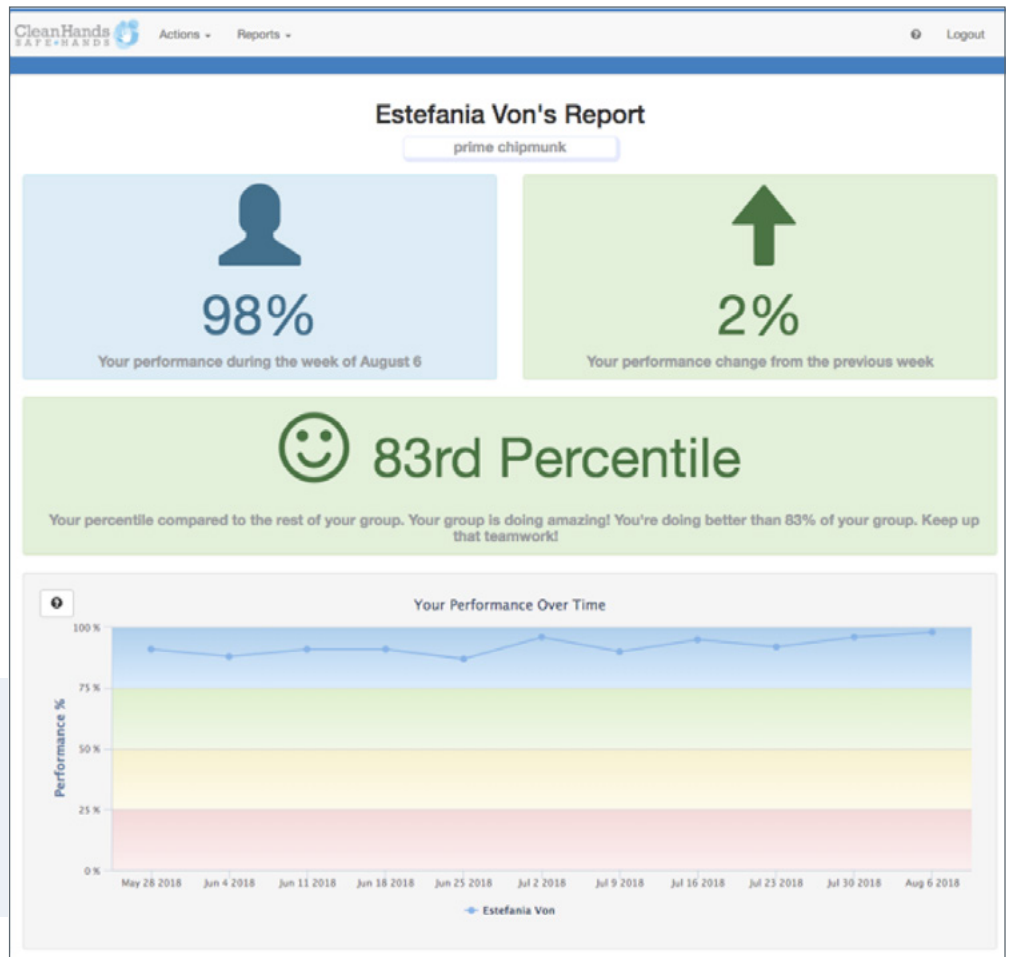 CleanHands
SAFE•HANDS
Actions
Reports
Logout
Estefania Von's Report
prime chipmunk
98%
Your performance during the week of August 6
2%
Your performance change from the previous week
83rd Percentile
Your percentile compared to the rest of your group. Your group is doing amazing! You're doing better than 83% of your group. Keep up
that teamwork!
Your Performance Over Time
Performance %
100 %
75 %
50 %
25 %
0 %
May 28 2018 Jun 4 2018 Jun 11 2018 Jun 18 2018 Jun 25 2018 Jul 2 2018 Jul 9 2018 Jul 16 2018 Jul 23 2018 Jul 30 2018 Aug 6 2018
Estefania Von